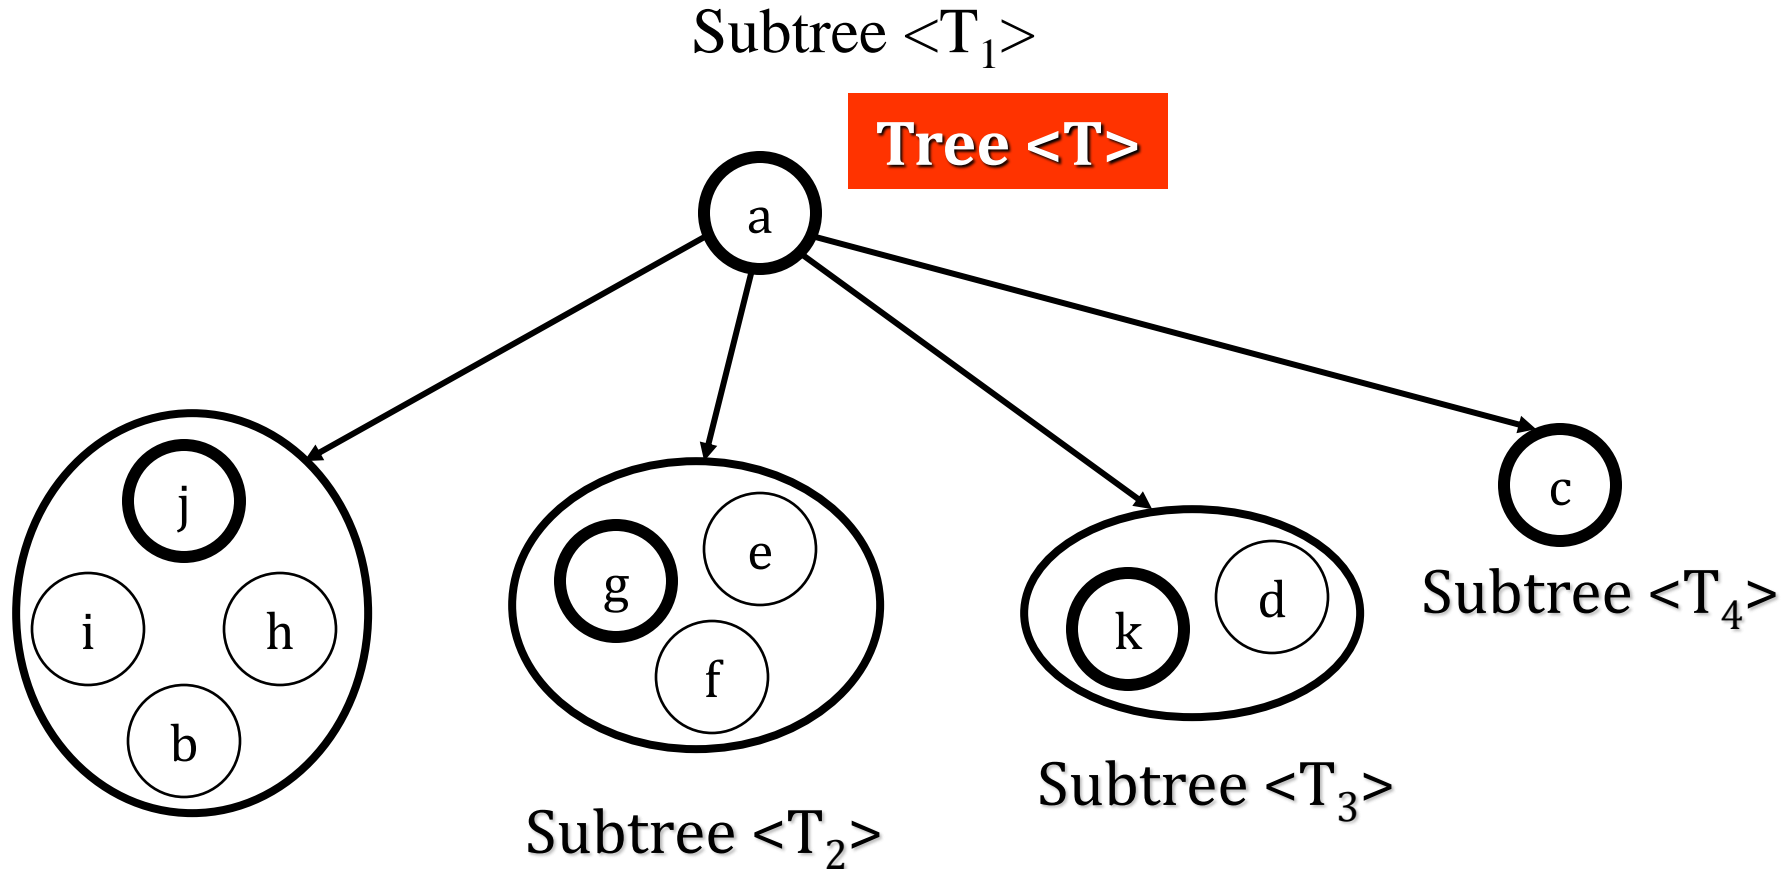 Subtree <T₁>
Tree <T>
a
j
i
h
b
g
e
f
k
d
c
Subtree <T₄>
Subtree <T₃>
Subtree <T₂>